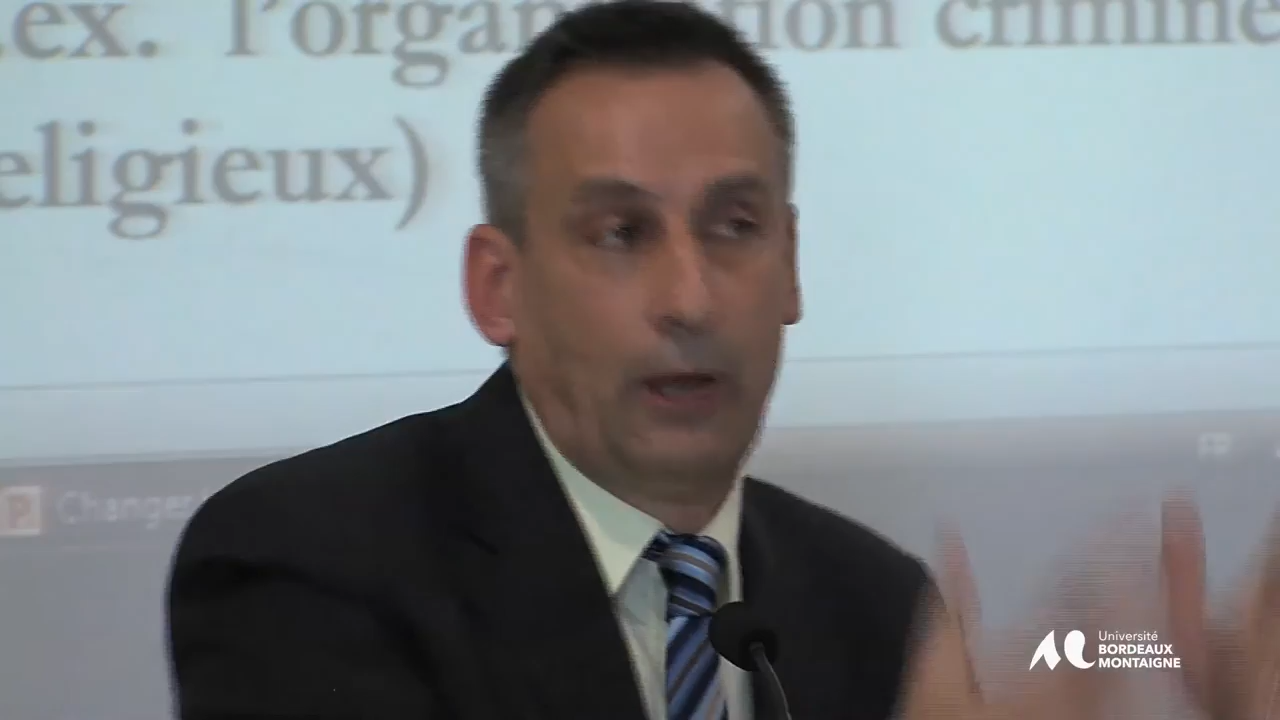 ex. l'organ tion crimine
eligieux)
P Change
Université
BORDEAUX
MONTAIGNE